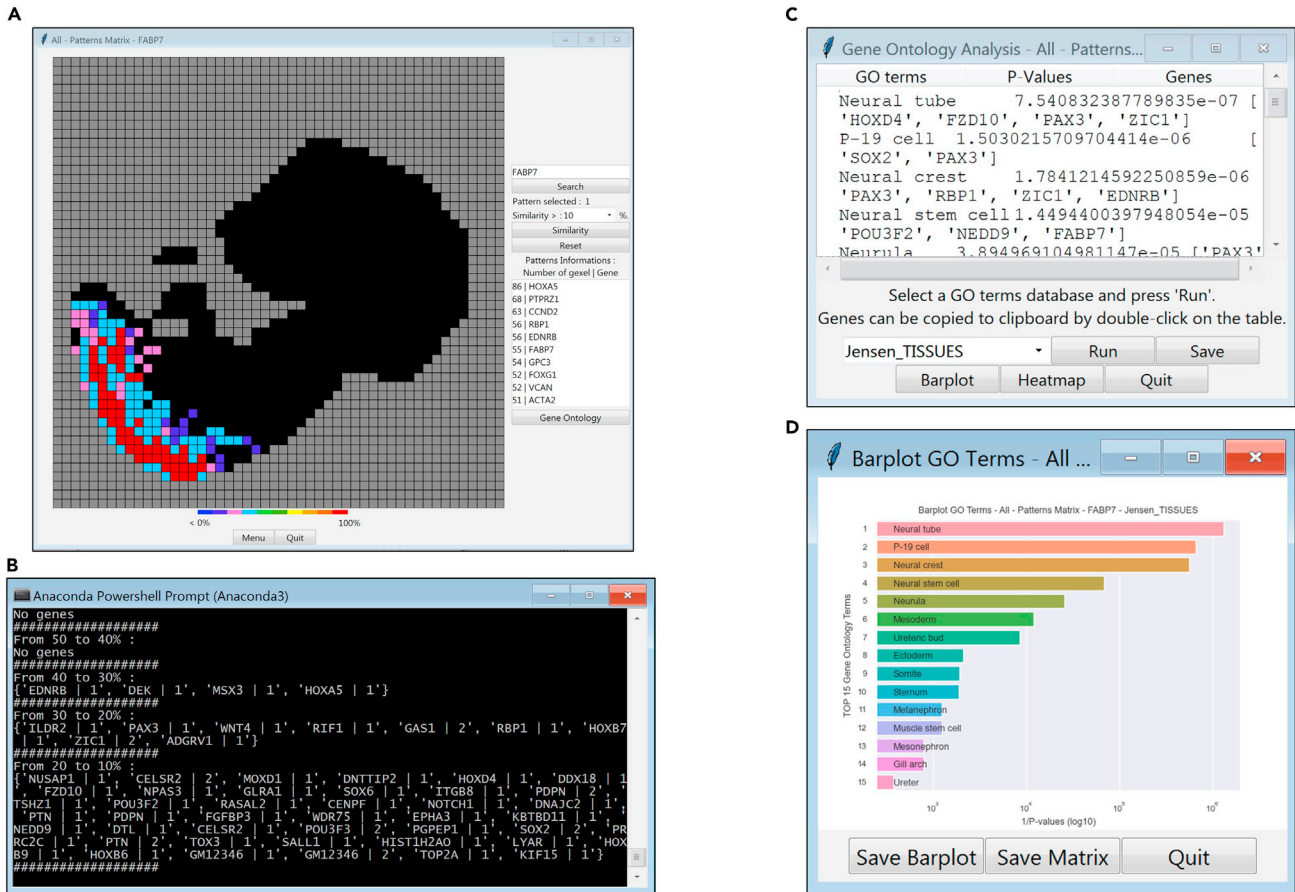 A
All - Patterns Matrix - FABP7
FABP7
Search
Pattern selected : 1
Similarity > : 10 %.
Similarity
Reset
Patterns Informations :
Number of gexel | Gene
86 | HOXA5
68 | PTPRZ1
63 | CCND2
56 | RBP1
56 | EDNRB
55 | FABP7
54 | GPC3
52 | FOXG1
52 | VCAN
51 | ACTA2
Gene Ontology
< 0% 100%
Menu Quit
B
Anaconda Powershell Prompt (Anaconda3)
No genes
####################
From 50 to 40% :
No genes
####################
From 40 to 30% :
{'EDNRB | 1', 'DEK | 1', 'MSX3 | 1', 'HOXA5 | 1'}
####################
From 30 to 20% :
{'ILDR2 | 1', 'PAX3 | 1', 'WNT4 | 1', 'RIF1 | 1', 'GAS1 | 2', 'RBP1 | 1', 'HOXB7
| 1', 'ZIC1 | 2', 'ADGRV1 | 1'}
####################
From 20 to 10% :
{'NUSAP1 | 1', 'CELSR2 | 2', 'MOXD1 | 1', 'DNTTIP2 | 1', 'HOXD4 | 1', 'DDX18 | 1
', 'FZD10 | 1', 'NPAS3 | 1', 'GLRA1 | 1', 'SOX6 | 1', 'ITGB8 | 1', 'PDPN | 2', '
TSHZ1 | 1', 'POU3F2 | 1', 'RASAL2 | 1', 'CENPF | 1', 'NOTCH1 | 1', 'DNAJC2 | 1',
'PTN | 1', 'PDPN | 1', 'FGFBP3 | 1', 'WDR75 | 1', 'EPHA3 | 1', 'KBTBD11 | 1', '
NEDD9 | 1', 'DTL | 1', 'CELSR2 | 1', 'POU3F3 | 2', 'PGPEP1 | 1', 'SOX2 | 2', 'PR
RC2C | 1', 'PTN | 2', 'TOX3 | 1', 'SALL1 | 1', 'HIST1H2AO | 1', 'LYAR | 1', 'HOX
B9 | 1', 'HOXB6 | 1', 'GM12346 | 1', 'GM12346 | 2', 'TOP2A | 1', 'KIF15 | 1'}
####################
C
Gene Ontology Analysis - All - Patterns...
GO terms P-Values Genes
Neural tube 7.540832387789835e-07 [
'HOXD4', 'FZD10', 'PAX3', 'ZIC1']
P-19 cell 1.5030215709704414e-06 [
'SOX2', 'PAX3']
Neural crest 1.7841214592250859e-06
'PAX3', 'RBP1', 'ZIC1', 'EDNRB']
Neural stem cell 1.4494400397948054e-05
'POU3F2', 'NEDD9', 'FABP7']
Neurula 3.894969104981147e-05 ['PAX3'
Select a GO terms database and press 'Run'.
Genes can be copied to clipboard by double-click on the table.
Jensen_TISSUES Run Save
Barplot Heatmap Quit
D
Barplot GO Terms - All ...
Barplot GO Terms - All - Patterns Matrix - FABP7 - Jensen_TISSUES
TOP 15 Gene Ontology Terms
1 Neural tube
2 P-19 cell
3 Neural crest
4 Neural stem cell
5 Neurula
6 Mesoderm
7 Ureteric bud
8 Ectoderm
9 Somite
10 Sternum
11 Metanephron
12 Muscle stem cell
13 Mesonephron
14 Gill arch
15 Ureter
10³ 10⁴ 10⁵ 10⁶
1/P-values (log10)
Save Barplot Save Matrix Quit